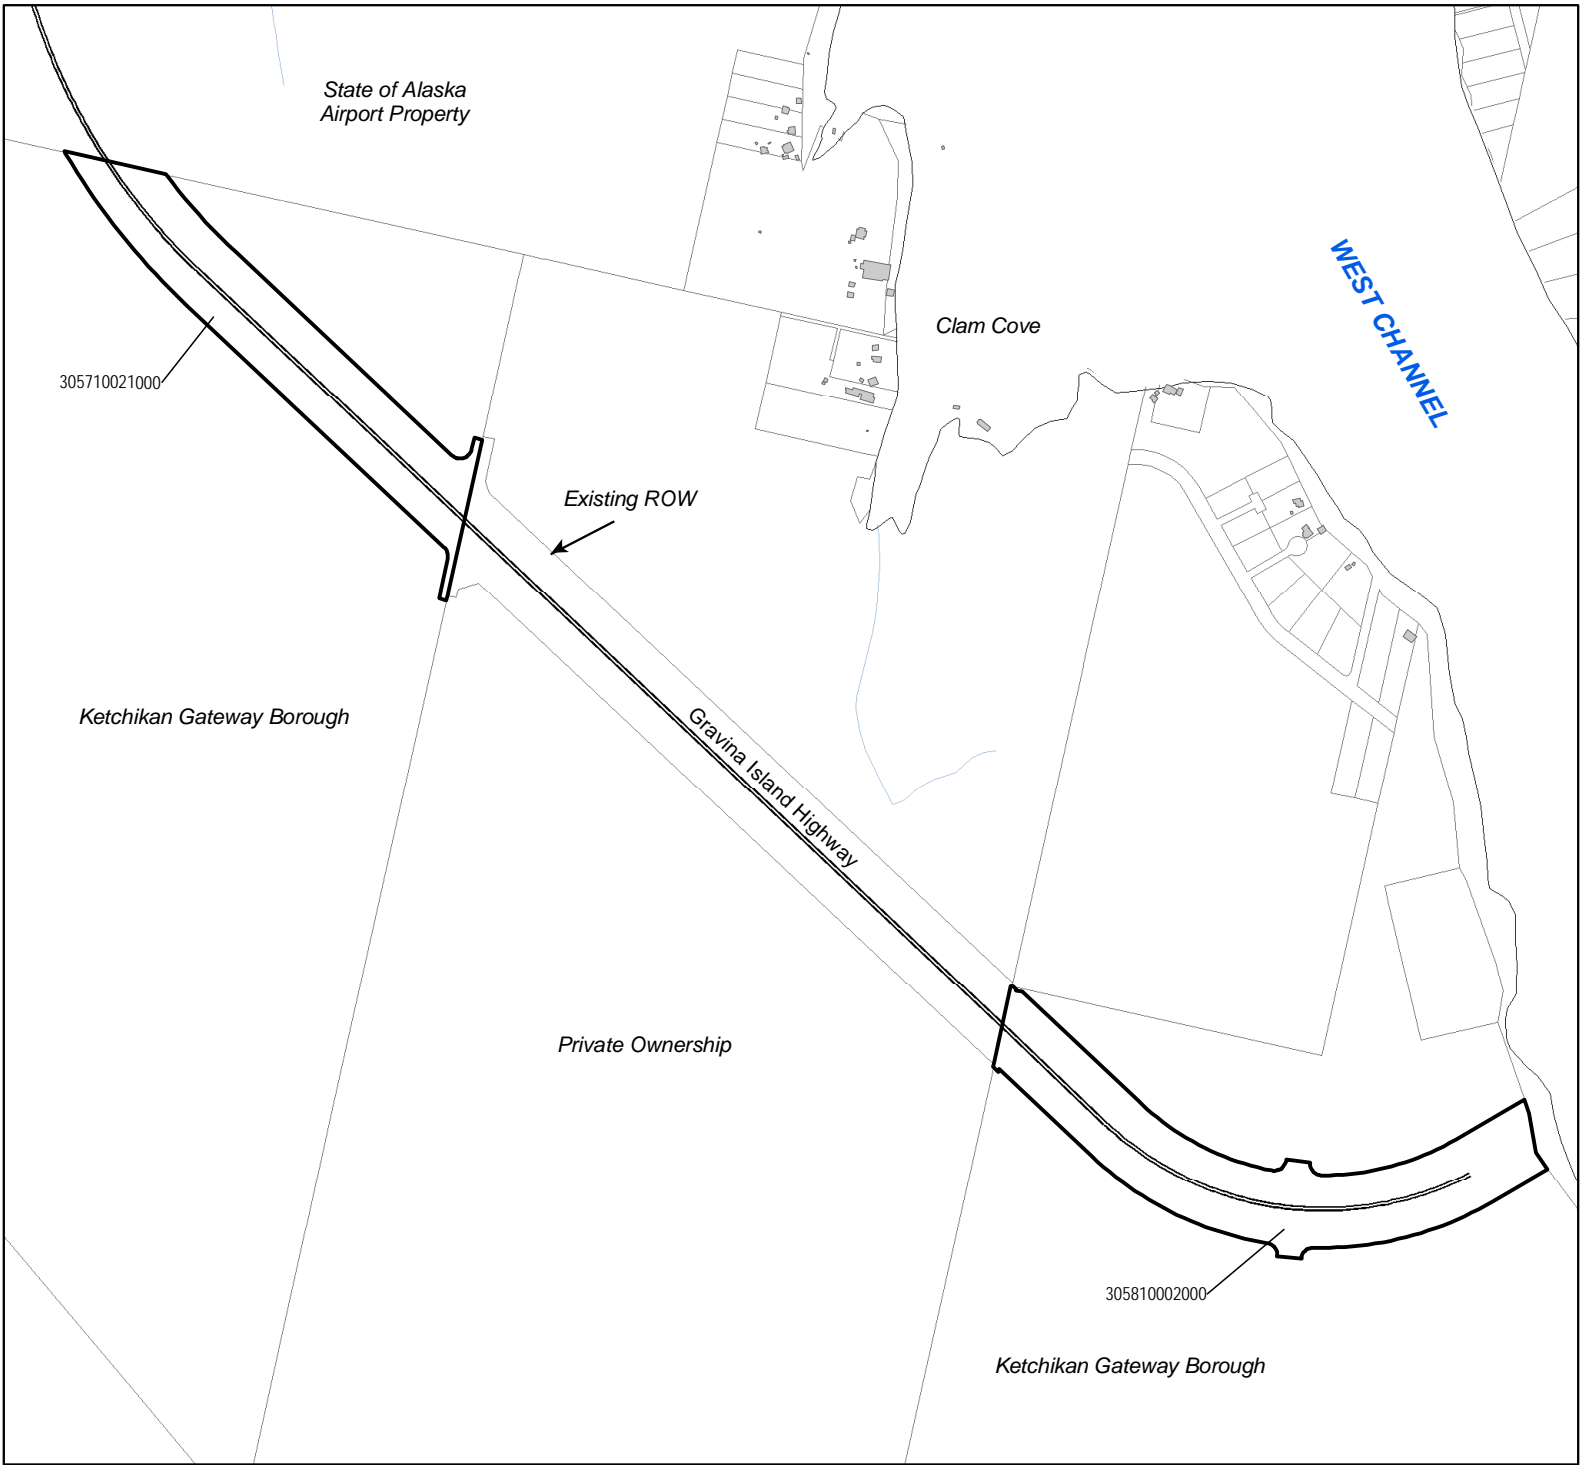 State of Alaska
Airport Property
WEST CHANNEL
Clam Cove
305710021000
Existing ROW
Ketchikan Gateway Borough
Gravina Island Highway
Private Ownership
305810002000
Ketchikan Gateway Borough